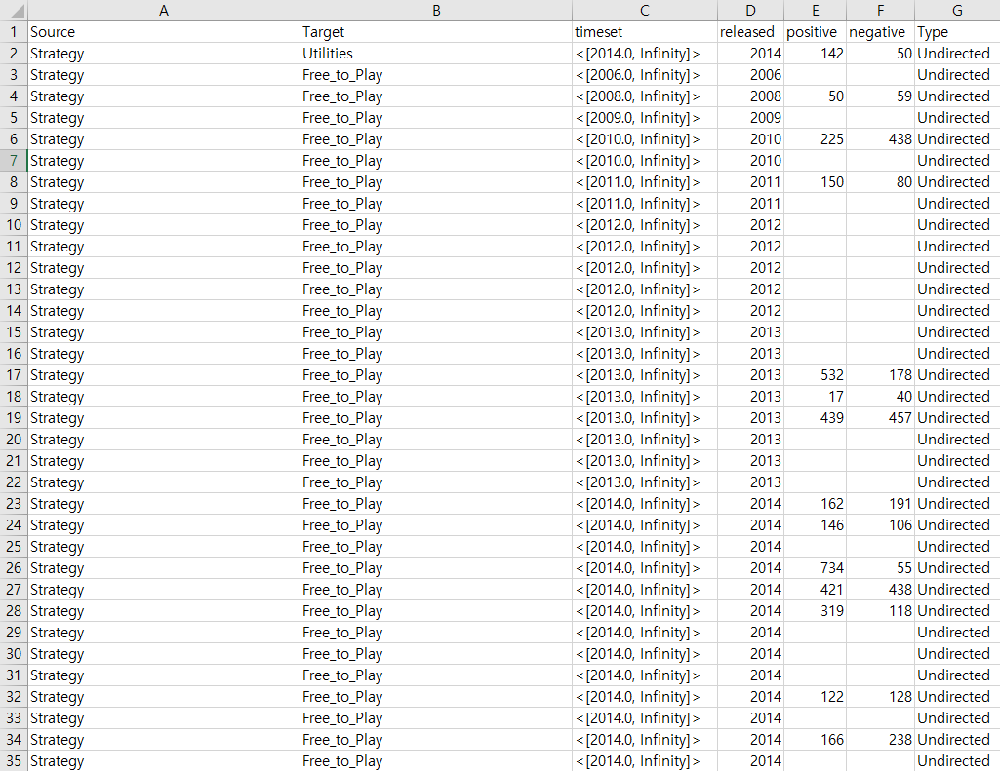 A B C D E F G
1 Source Target timeset released positive negative Type
2 Strategy Utilities <[2014.0, Infinity]> 2014 142 50 Undirected
3 Strategy Free_to_Play <[2006.0, Infinity]> 2006 Undirected
4 Strategy Free_to_Play <[2008.0, Infinity]> 2008 50 59 Undirected
5 Strategy Free_to_Play <[2009.0, Infinity]> 2009 Undirected
6 Strategy Free_to_Play <[2010.0, Infinity]> 2010 225 438 Undirected
7 Strategy Free_to_Play <[2010.0, Infinity]> 2010 Undirected
8 Strategy Free_to_Play <[2011.0, Infinity]> 2011 150 80 Undirected
9 Strategy Free_to_Play <[2011.0, Infinity]> 2011 Undirected
10 Strategy Free_to_Play <[2012.0, Infinity]> 2012 Undirected
11 Strategy Free_to_Play <[2012.0, Infinity]> 2012 Undirected
12 Strategy Free_to_Play <[2012.0, Infinity]> 2012 Undirected
13 Strategy Free_to_Play <[2012.0, Infinity]> 2012 Undirected
14 Strategy Free_to_Play <[2012.0, Infinity]> 2012 Undirected
15 Strategy Free_to_Play <[2013.0, Infinity]> 2013 Undirected
16 Strategy Free_to_Play <[2013.0, Infinity]> 2013 Undirected
17 Strategy Free_to_Play <[2013.0, Infinity]> 2013 532 178 Undirected
18 Strategy Free_to_Play <[2013.0, Infinity]> 2013 17 40 Undirected
19 Strategy Free_to_Play <[2013.0, Infinity]> 2013 439 457 Undirected
20 Strategy Free_to_Play <[2013.0, Infinity]> 2013 Undirected
21 Strategy Free_to_Play <[2013.0, Infinity]> 2013 Undirected
22 Strategy Free_to_Play <[2013.0, Infinity]> 2013 Undirected
23 Strategy Free_to_Play <[2014.0, Infinity]> 2014 162 191 Undirected
24 Strategy Free_to_Play <[2014.0, Infinity]> 2014 146 106 Undirected
25 Strategy Free_to_Play <[2014.0, Infinity]> 2014 Undirected
26 Strategy Free_to_Play <[2014.0, Infinity]> 2014 734 55 Undirected
27 Strategy Free_to_Play <[2014.0, Infinity]> 2014 421 438 Undirected
28 Strategy Free_to_Play <[2014.0, Infinity]> 2014 319 118 Undirected
29 Strategy Free_to_Play <[2014.0, Infinity]> 2014 Undirected
30 Strategy Free_to_Play <[2014.0, Infinity]> 2014 Undirected
31 Strategy Free_to_Play <[2014.0, Infinity]> 2014 Undirected
32 Strategy Free_to_Play <[2014.0, Infinity]> 2014 122 128 Undirected
33 Strategy Free_to_Play <[2014.0, Infinity]> 2014 Undirected
34 Strategy Free_to_Play <[2014.0, Infinity]> 2014 166 238 Undirected
35 Strategy Free_to_Play <[2014.0, Infinity]> 2014 Undirected